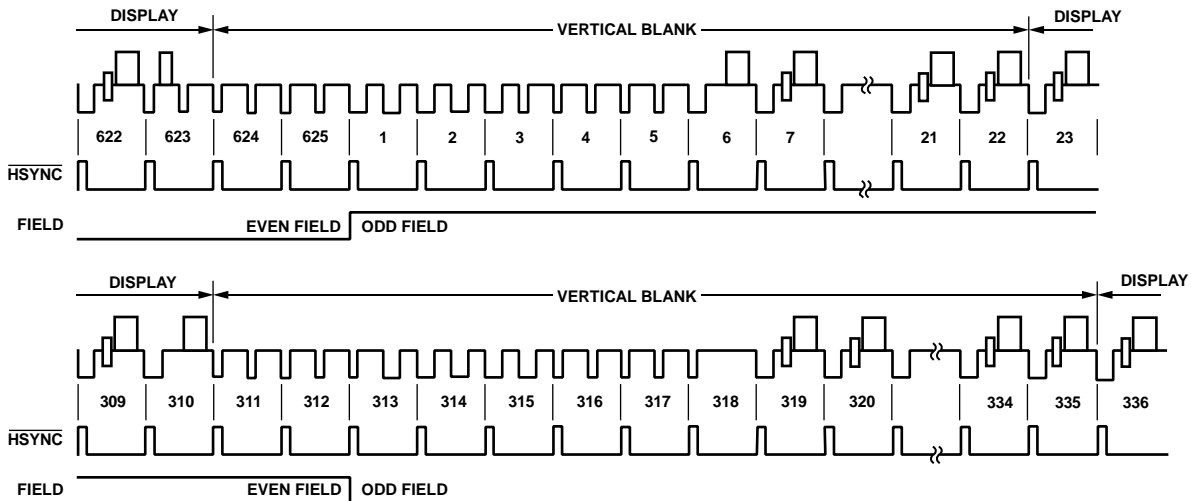 DISPLAY VERTICAL BLANK DISPLAY
622 623 624 625 1 2 3 4 5 6 7 21 22 23
HSYNC
FIELD EVEN FIELD ODD FIELD
DISPLAY VERTICAL BLANK DISPLAY
309 310 311 312 313 314 315 316 317 318 319 320 334 335 336
HSYNC
FIELD EVEN FIELD ODD FIELD